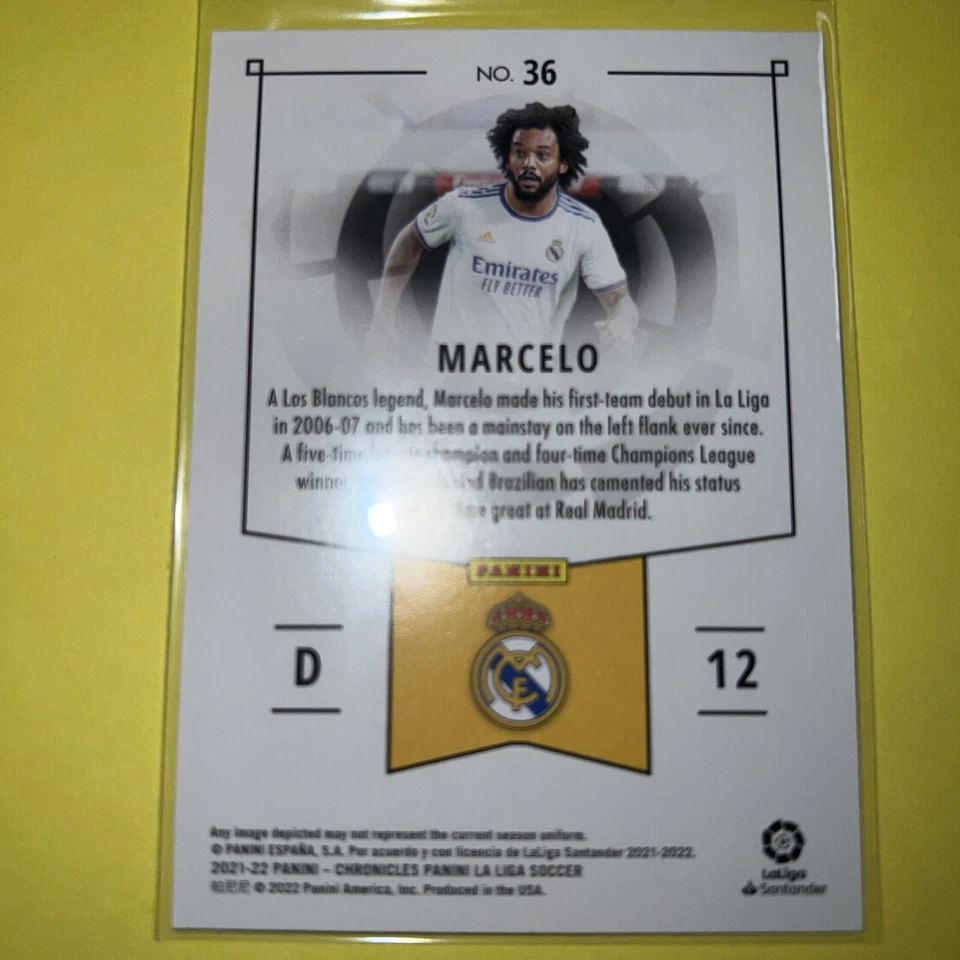 NO. 36
Emirates
FLY BETTER
MARCELO
A Los Blancos legend, Marcelo made his first-team debut in La Liga
in 2006-07 and has been a mainstay on the left flank ever since.
A five-time champion and four-time Champions League
winner Brazilian has cemented his status
great at Real Madrid.
PANINI
D
12
Any image depicted may not represent the current season uniform.
© PANINI ESPAÑA, S.A. Por acuerdo y con licencia de LaLiga Santander 2021-2022.
2021-22 PANINI – CHRONICLES PANINI LA LIGA SOCCER
帕尼尼 © 2022 Panini America, Inc. Produced in the USA.
LaLiga
Santander